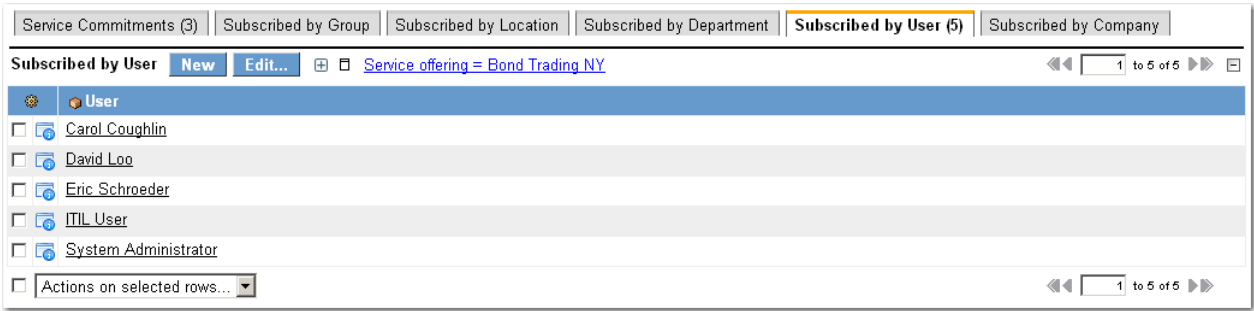 Service Commitments (3) Subscribed by Group Subscribed by Location Subscribed by Department Subscribed by User (5) Subscribed by Company
Subscribed by User New Edit... Service offering = Bond Trading NY 1 to 5 of 5
User
Carol Coughlin
David Loo
Eric Schroeder
ITIL User
System Administrator
Actions on selected rows... 1 to 5 of 5